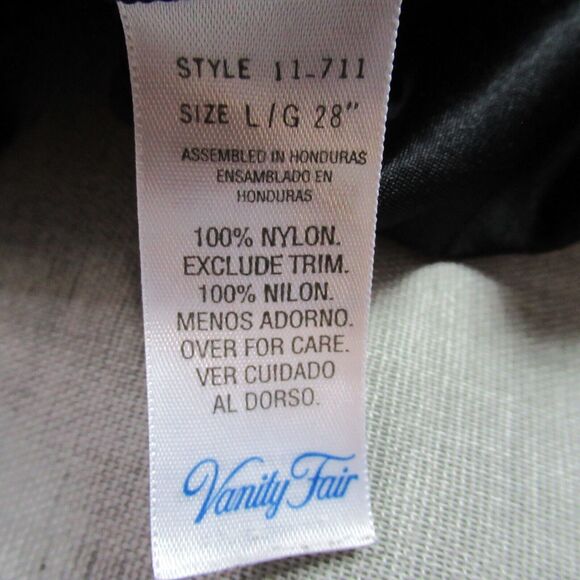 STYLE 11-711
SIZE L/G 28"
ASSEMBLED IN HONDURAS
ENSAMBLADO EN
HONDURAS
100% NYLON.
EXCLUDE TRIM.
100% NILON.
MENOS ADORNO.
OVER FOR CARE.
VER CUIDADO
AL DORSO.
Vanity Fair